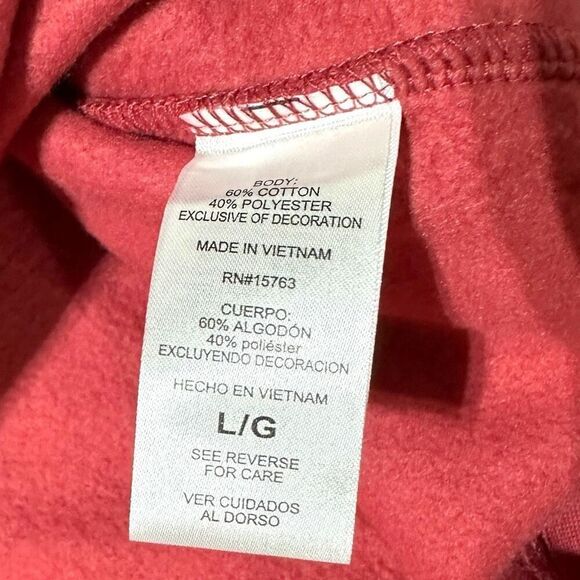 BODY:
60% COTTON
40% POLYESTER
EXCLUSIVE OF DECORATION
MADE IN VIETNAM
RN#15763
CUERPO:
60% ALGODÓN
40% poliéster
EXCLUYENDO DECORACION
HECHO EN VIETNAM
L/G
SEE REVERSE
FOR CARE
VER CUIDADOS
AL DORSO